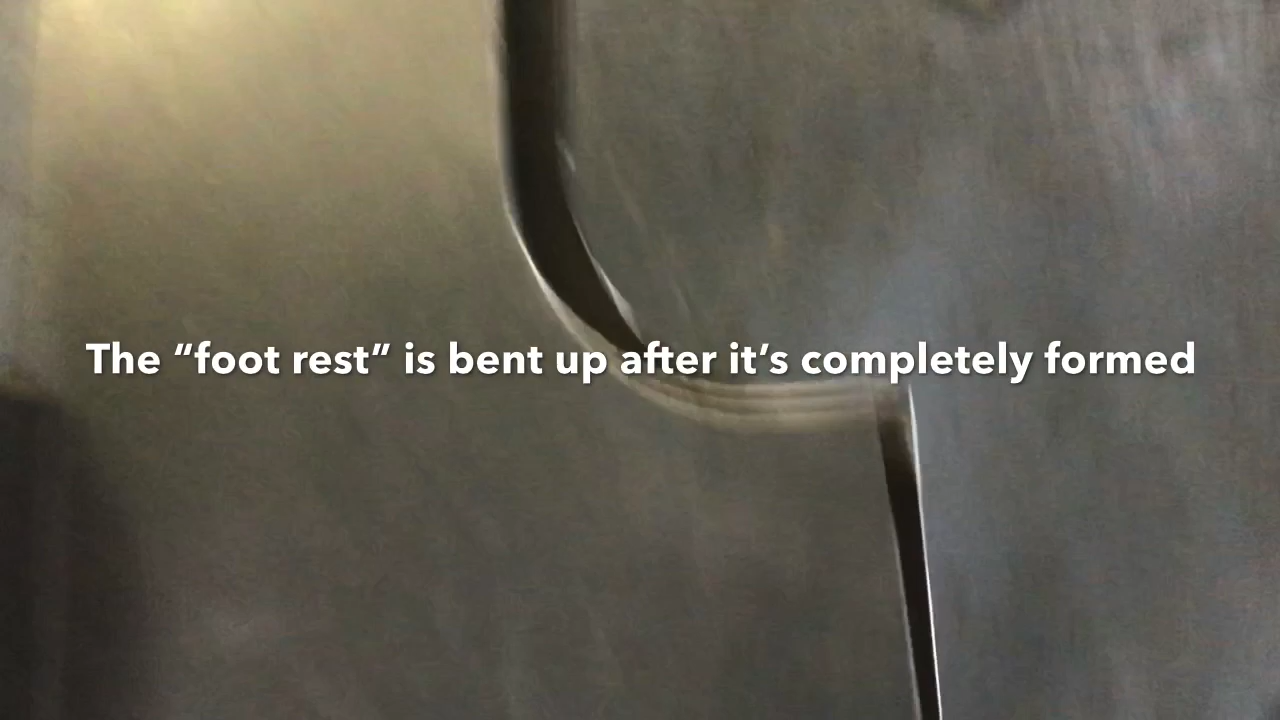 The “foot rest” is bent up after it’s completely formed